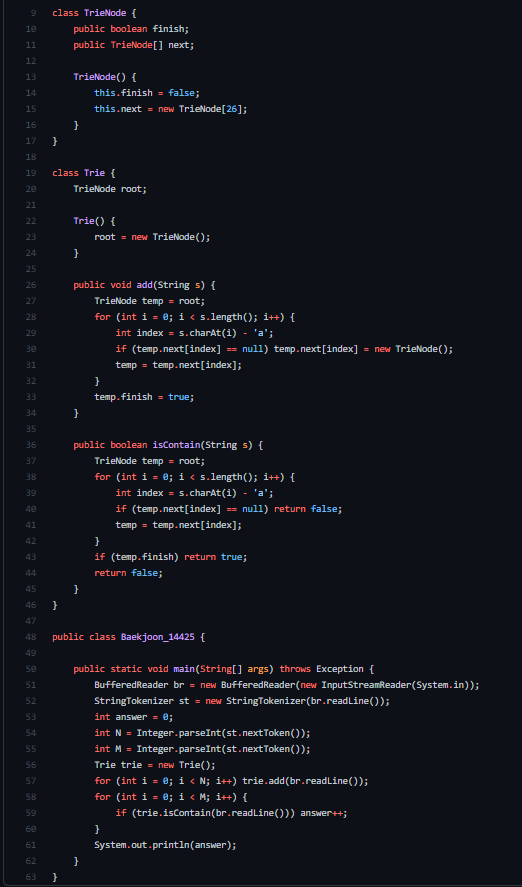 9 class TrieNode {
10     public boolean finish;
11     public TrieNode[] next;
12
13     TrieNode() {
14         this.finish = false;
15         this.next = new TrieNode[26];
16     }
17 }
18
19 class Trie {
20     TrieNode root;
21
22     Trie() {
23         root = new TrieNode();
24     }
25
26     public void add(String s) {
27         TrieNode temp = root;
28         for (int i = 0; i < s.length(); i++) {
29             int index = s.charAt(i) - 'a';
30             if (temp.next[index] == null) temp.next[index] = new TrieNode();
31             temp = temp.next[index];
32         }
33         temp.finish = true;
34     }
35
36     public boolean isContain(String s) {
37         TrieNode temp = root;
38         for (int i = 0; i < s.length(); i++) {
39             int index = s.charAt(i) - 'a';
40             if (temp.next[index] == null) return false;
41             temp = temp.next[index];
42         }
43         if (temp.finish) return true;
44         return false;
45     }
46 }
47
48 public class Baekjoon_14425 {
49
50     public static void main(String[] args) throws Exception {
51         BufferedReader br = new BufferedReader(new InputStreamReader(System.in));
52         StringTokenizer st = new StringTokenizer(br.readLine());
53         int answer = 0;
54         int N = Integer.parseInt(st.nextToken());
55         int M = Integer.parseInt(st.nextToken());
56         Trie trie = new Trie();
57         for (int i = 0; i < N; i++) trie.add(br.readLine());
58         for (int i = 0; i < M; i++) {
59             if (trie.isContain(br.readLine())) answer++;
60         }
61         System.out.println(answer);
62     }
63 }